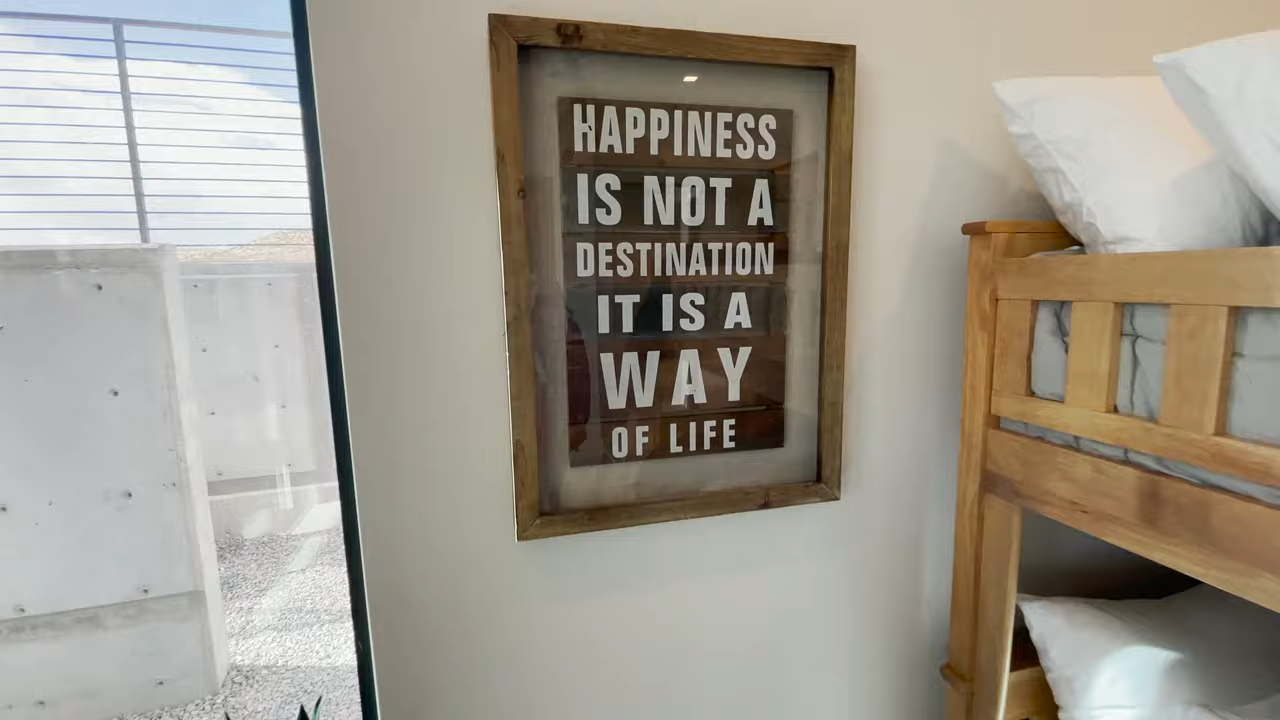 HAPPINESS
IS NOT A
DESTINATION
IT IS A
WAY
OF LIFE